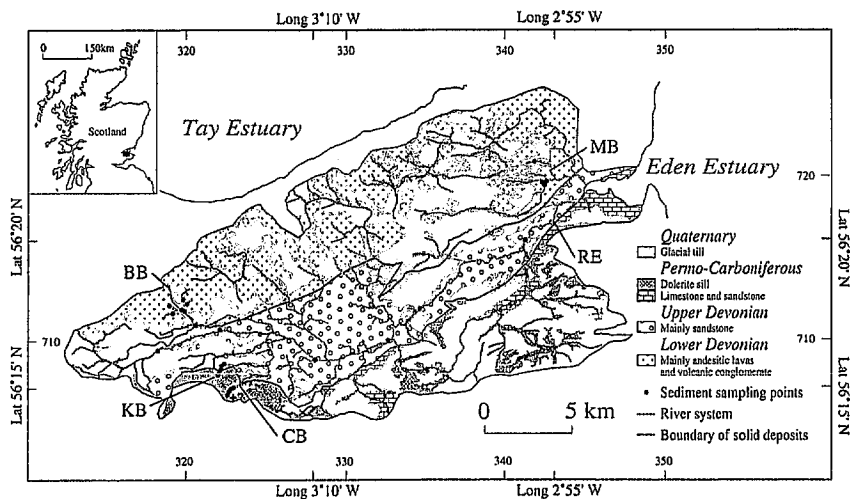 Long 3°10' W
Long 2°55' W
320
330
340
350
0
150km
Scotland
Tay Estuary
MB
Eden Estuary
720
Lat 56°20' N
Lat 56°20' N
BB
RE
Quaternary
Glacial till
Permo-Carboniferous
Dolerite sill
Limestone and sandstone
Upper Devonian
Mainly sandstone
Lower Devonian
Mainly andesitic lavas
and volcanic conglomerate
Sediment sampling points
River system
Boundary of solid deposits
710
710
Lat 56°15' N
Lat 56°15' N
KB
CB
0
5 km
320
330
340
350
Long 3°10' W
Long 2°55' W